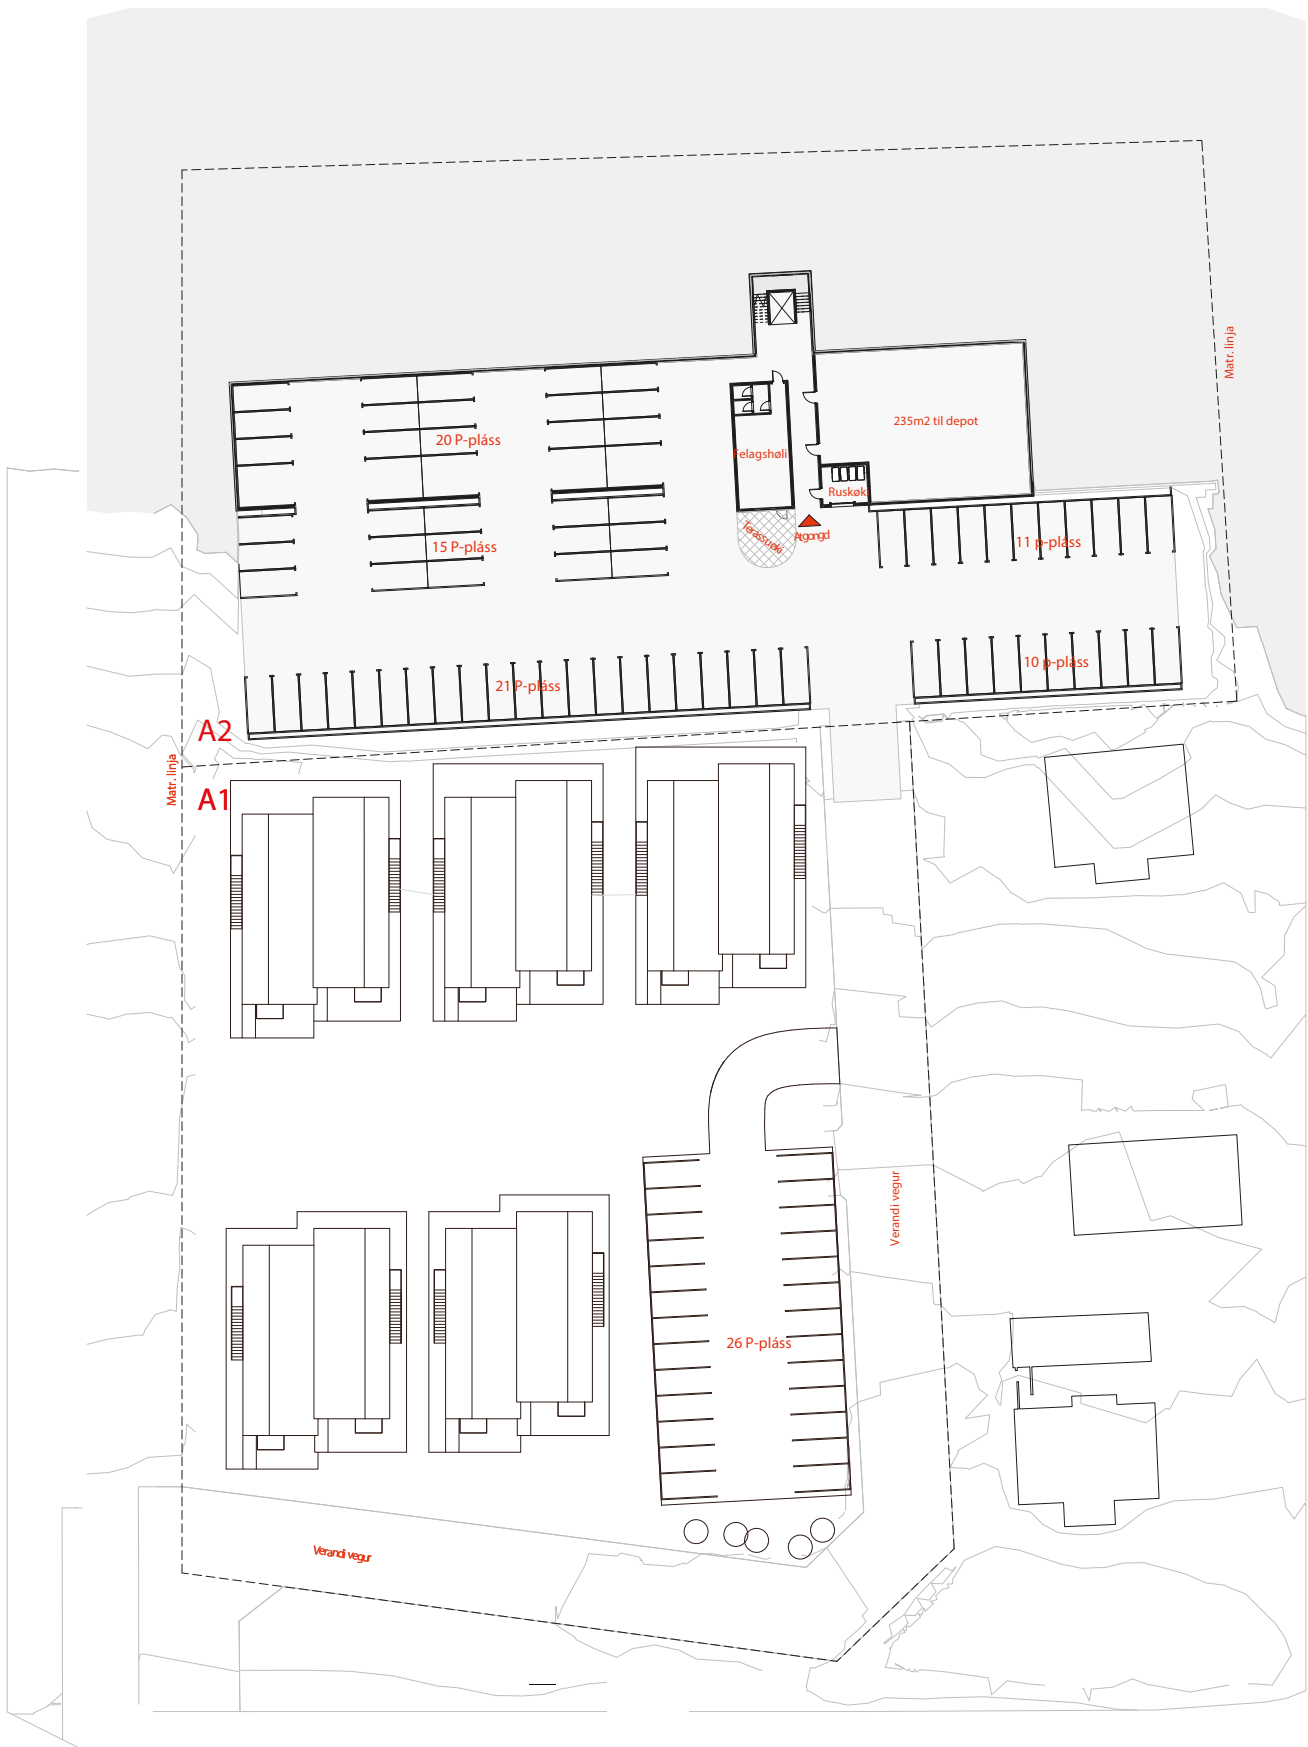 Matr. linja
235m2 til depot
20 P-pláss
Felagshøli
Ruskøk
Terassuøki
Atgongd
15 P-pláss
11 p-pláss
10 p-pláss
21 P-pláss
A2
Matr. linja
A1
Verandi vegur
26 P-pláss
Verandi vegur